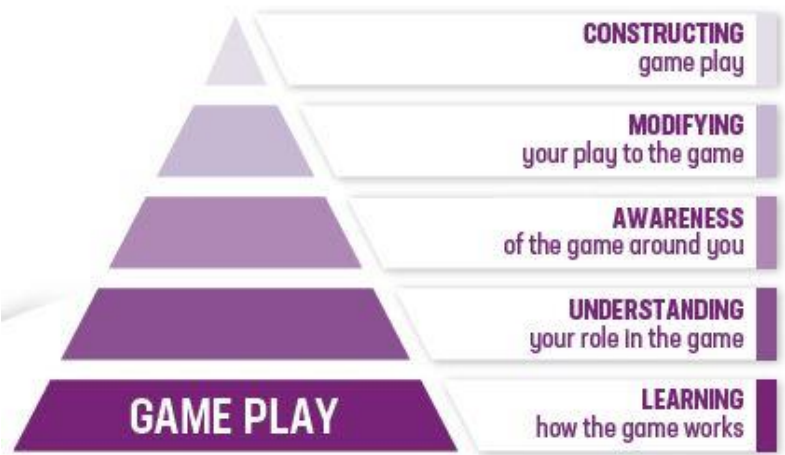 CONSTRUCTING
game play
MODIFYING
your play to the game
AWARENESS
of the game around you
UNDERSTANDING
your role in the game
GAME PLAY
LEARNING
how the game works